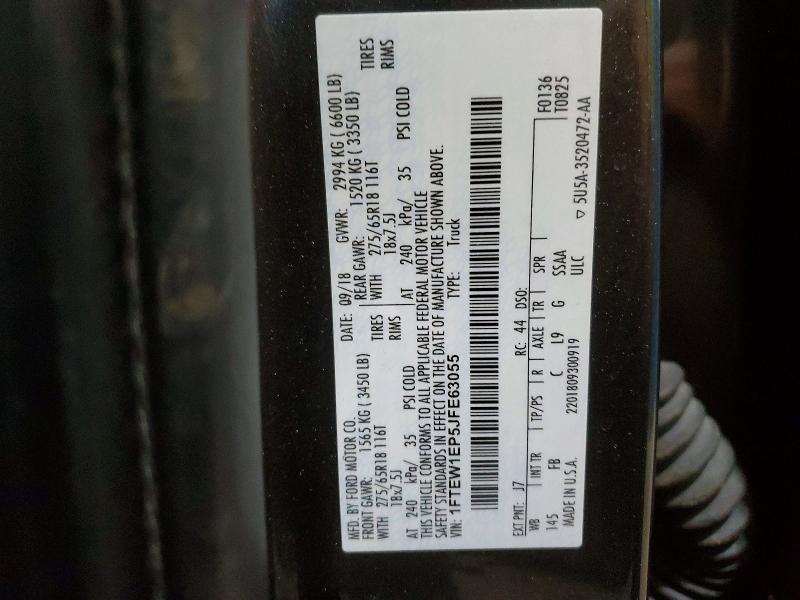 MFD. BY FORD MOTOR CO. DATE: 09/18 GVWR: 2994 KG ( 6600 LB)
FRONT GAWR: 1565 KG ( 3450 LB) REAR GAWR: 1520 KG ( 3350 LB)
WITH 275/65R18 116T TIRES WITH 275/65R18 116T TIRES
18x7.5J RIMS 18x7.5J RIMS
AT 240 kPa/ 35 PSI COLD AT 240 kPa/ 35 PSI COLD
THIS VEHICLE CONFORMS TO ALL APPLICABLE FEDERAL MOTOR VEHICLE
SAFETY STANDARDS IN EFFECT ON THE DATE OF MANUFACTURE SHOWN ABOVE.
VIN: 1FTEW1EP5JFE63055 TYPE: Truck
EXT PNT: J7 RC: 44 DSO: F0136
WB INT TR TP/PS R AXLE TR SPR T0825
145 FB C L9 G SSAA
MADE IN U.S.A. 2201809300919 ULC ▽ 5U5A-3520472-AA